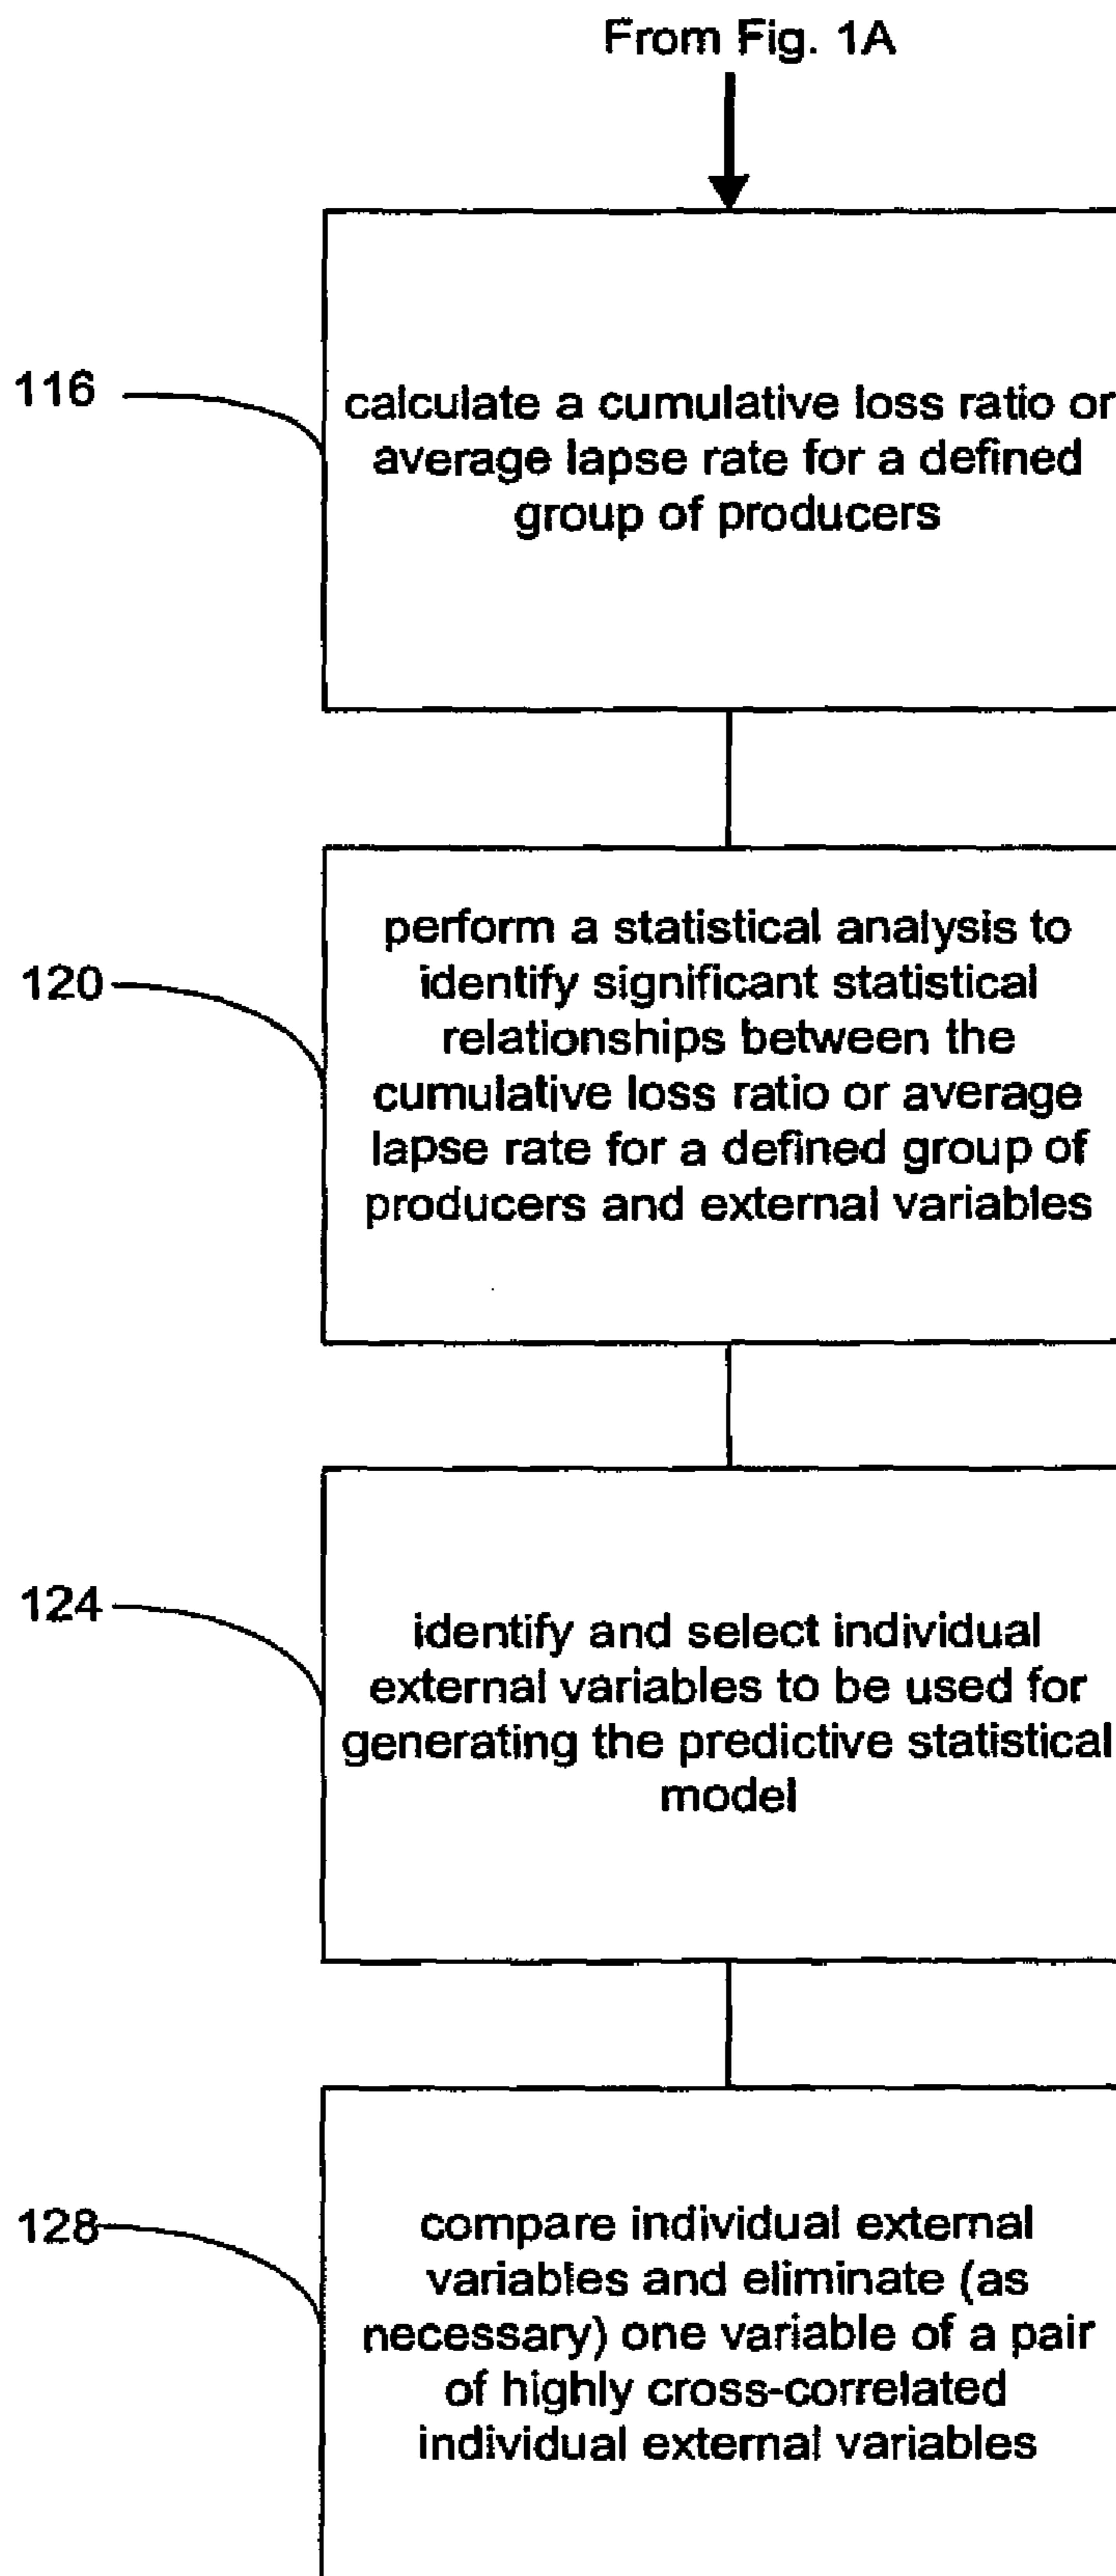 From Fig. 1A
116
calculate a cumulative loss ratio or
average lapse rate for a defined
group of producers
120
perform a statistical analysis to
identify significant statistical
relationships between the
cumulative loss ratio or average
lapse rate for a defined group of
producers and external variables
124
identify and select individual
external variables to be used for
generating the predictive statistical
model
128
compare individual external
variables and eliminate (as
necessary) one variable of a pair
of highly cross-correlated
individual external variables